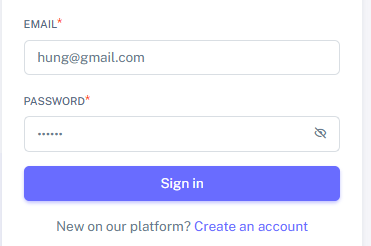 EMAIL*
hung@gmail.com
PASSWORD*
••••••
Sign in
New on our platform? Create an account